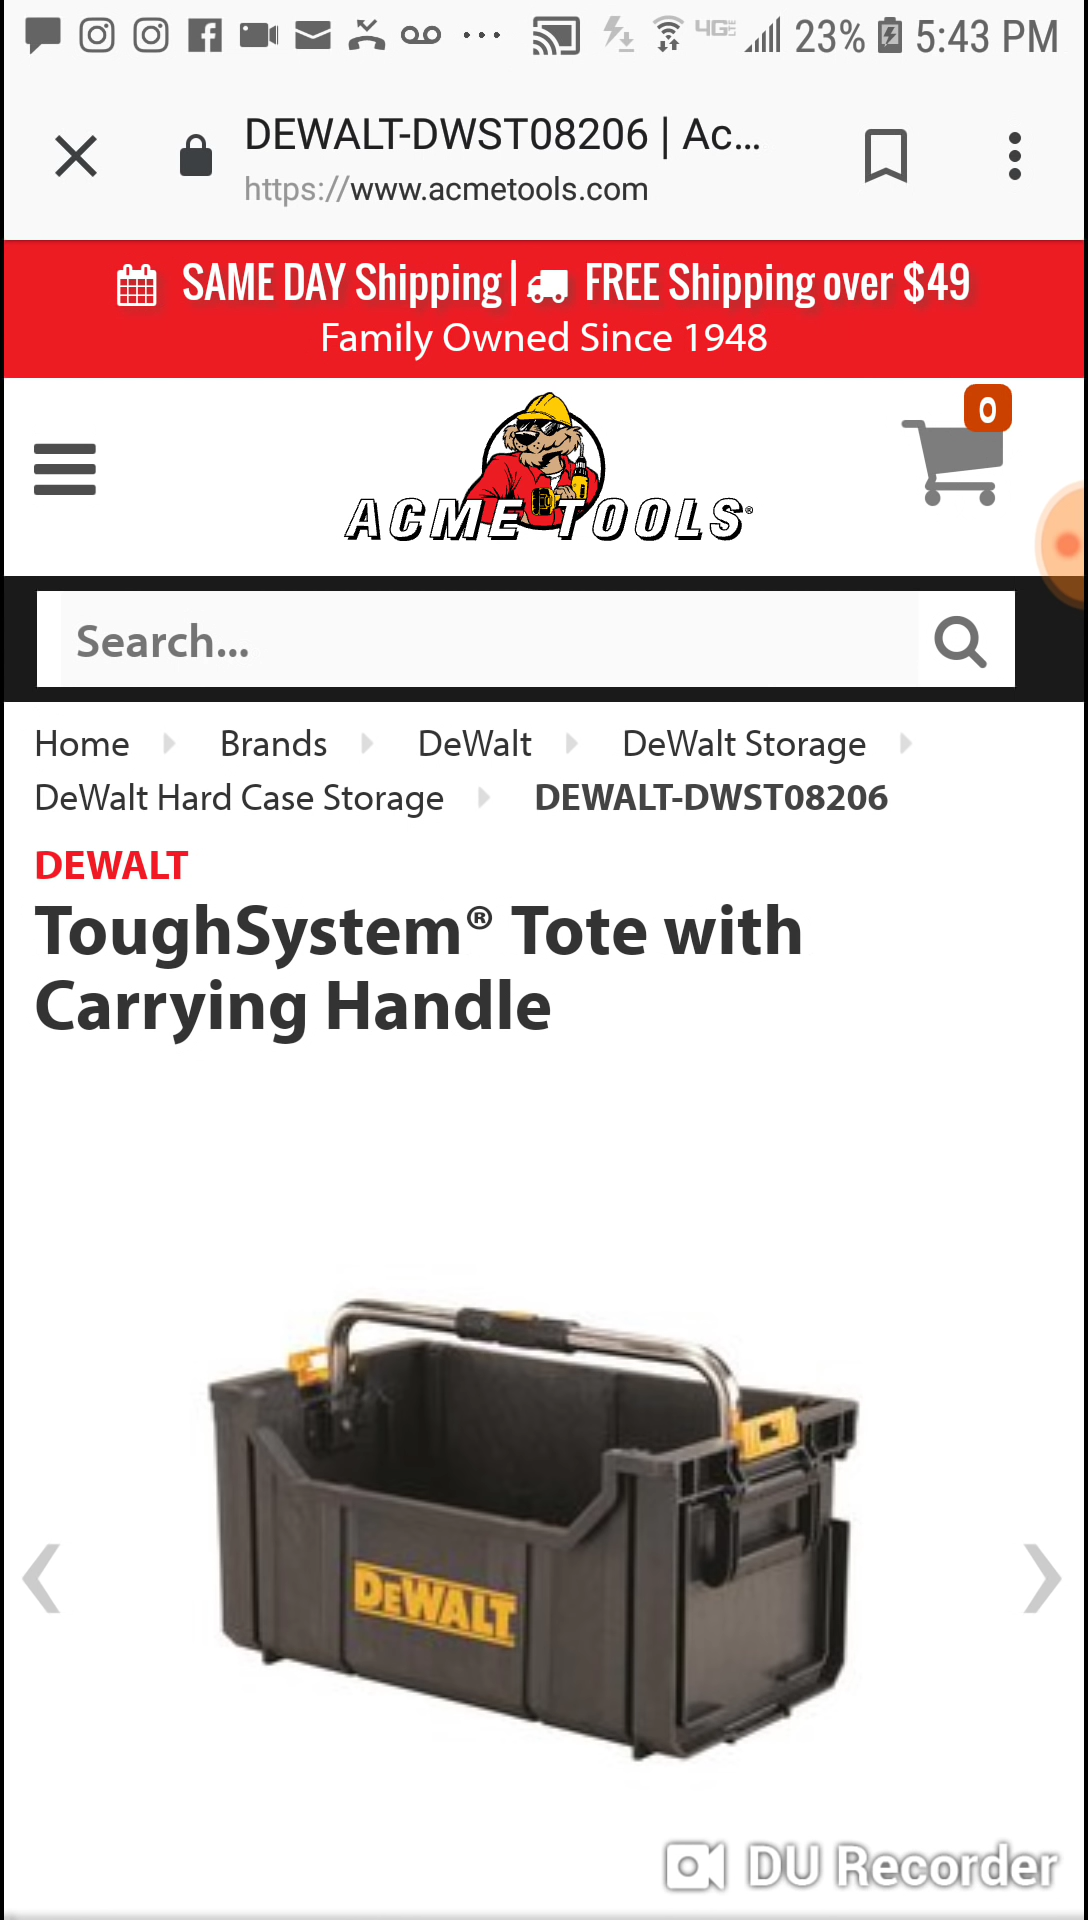 4G 23% 5:43 PM
DEWALT-DWST08206 | Ac...
https://www.acmetools.com
SAME DAY Shipping | FREE Shipping over $49
Family Owned Since 1948
0
ACME TOOLS®
Search...
Home Brands DeWalt DeWalt Storage
DeWalt Hard Case Storage DEWALT-DWST08206
DEWALT
ToughSystem® Tote with
Carrying Handle
DEWALT
DU Recorder